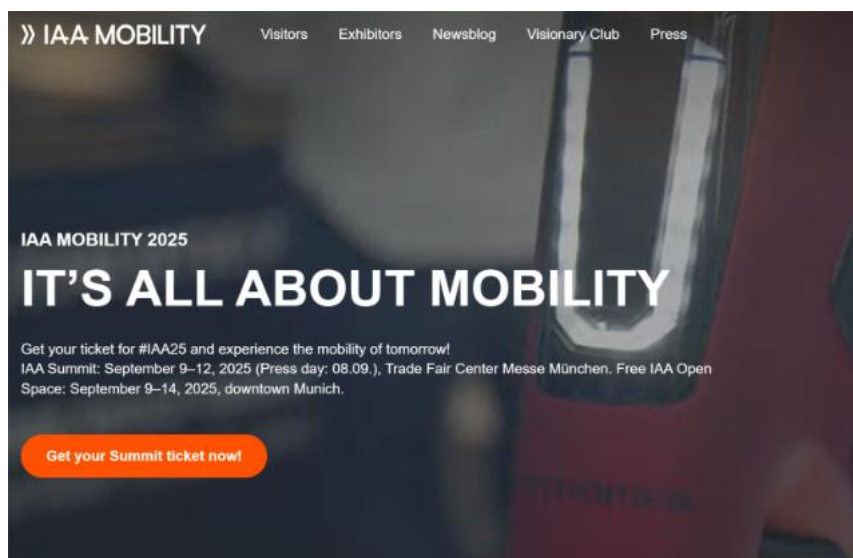 IAA MOBILITY
Visitors
Exhibitors
Newsblog
Visionary Club
Press
IAA MOBILITY 2025
IT'S ALL ABOUT MOBILITY
Get your ticket for #IAA25 and experience the mobility of tomorrow!
IAA Summit: September 9–12, 2025 (Press day: 08.09.), Trade Fair Center Messe München. Free IAA Open
Space: September 9–14, 2025, downtown Munich.
Get your Summit ticket now!